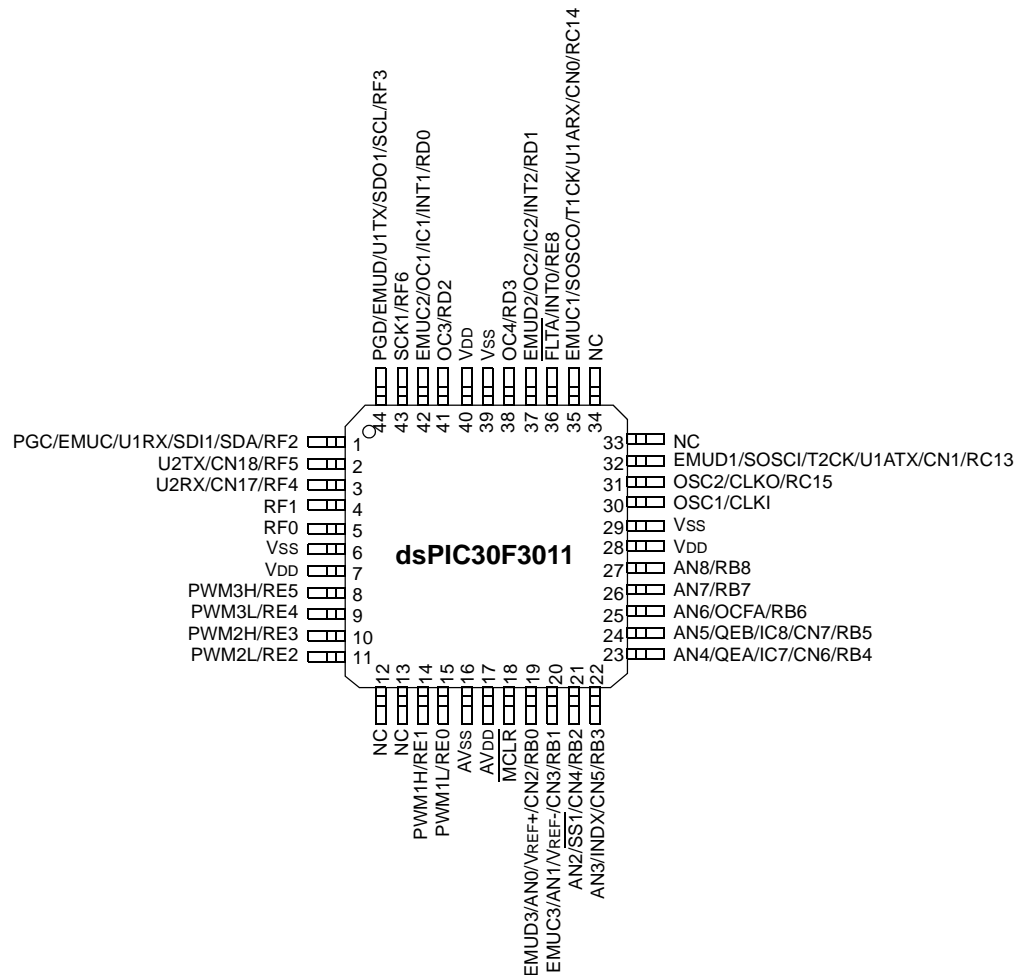 PGD/EMUD/U1TX/SDO1/SCL/RF3
SCK1/RF6
EMUC2/OC1/IC1/INT1/RD0
OC3/RD2
VDD
VSS
OC4/RD3
EMUD2/OC2/IC2/INT2/RD1
FLTA/INT0/RE8
EMUC1/SOSCO/T1CK/U1ARX/CN0/RC14
NC
44
43
42
41
40
39
38
37
36
35
34
PGC/EMUC/U1RX/SDI1/SDA/RF2 1
U2TX/CN18/RF5 2
U2RX/CN17/RF4 3
RF1 4
RF0 5
VSS 6
VDD 7
PWM3H/RE5 8
PWM3L/RE4 9
PWM2H/RE3 10
PWM2L/RE2 11
dsPIC30F3011
33 NC
32 EMUD1/SOSCI/T2CK/U1ATX/CN1/RC13
31 OSC2/CLKO/RC15
30 OSC1/CLKI
29 VSS
28 VDD
27 AN8/RB8
26 AN7/RB7
25 AN6/OCFA/RB6
24 AN5/QEB/IC8/CN7/RB5
23 AN4/QEA/IC7/CN6/RB4
12
13
14
15
16
17
18
19
20
21
22
NC
NC
PWM1H/RE1
PWM1L/RE0
AVSS
AVDD
MCLR
EMUD3/AN0/VREF+/CN2/RB0
EMUC3/AN1/VREF-/CN3/RB1
AN2/SS1/CN4/RB2
AN3/INDX/CN5/RB3